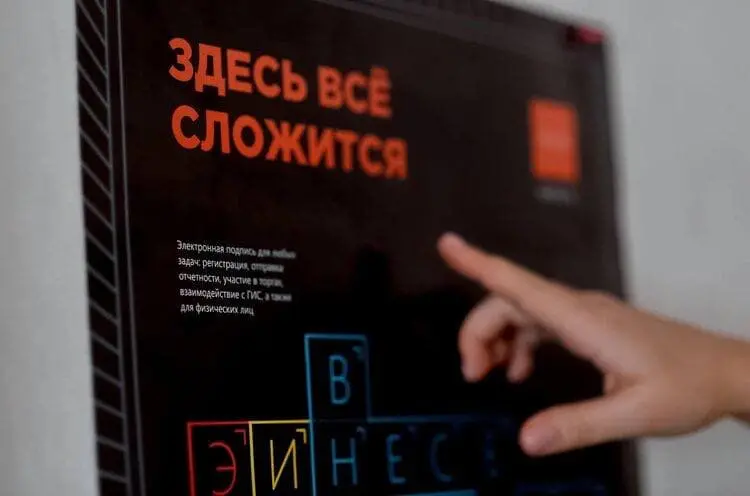 ЗДЕСЬ ВСЁ
СЛОЖИТСЯ
Электронная подпись для любых
задач: регистрация, отправка
отчетности, участие в торгах,
взаимодействие с ГИС, а также
для физических лиц
В
Э И Н Е С